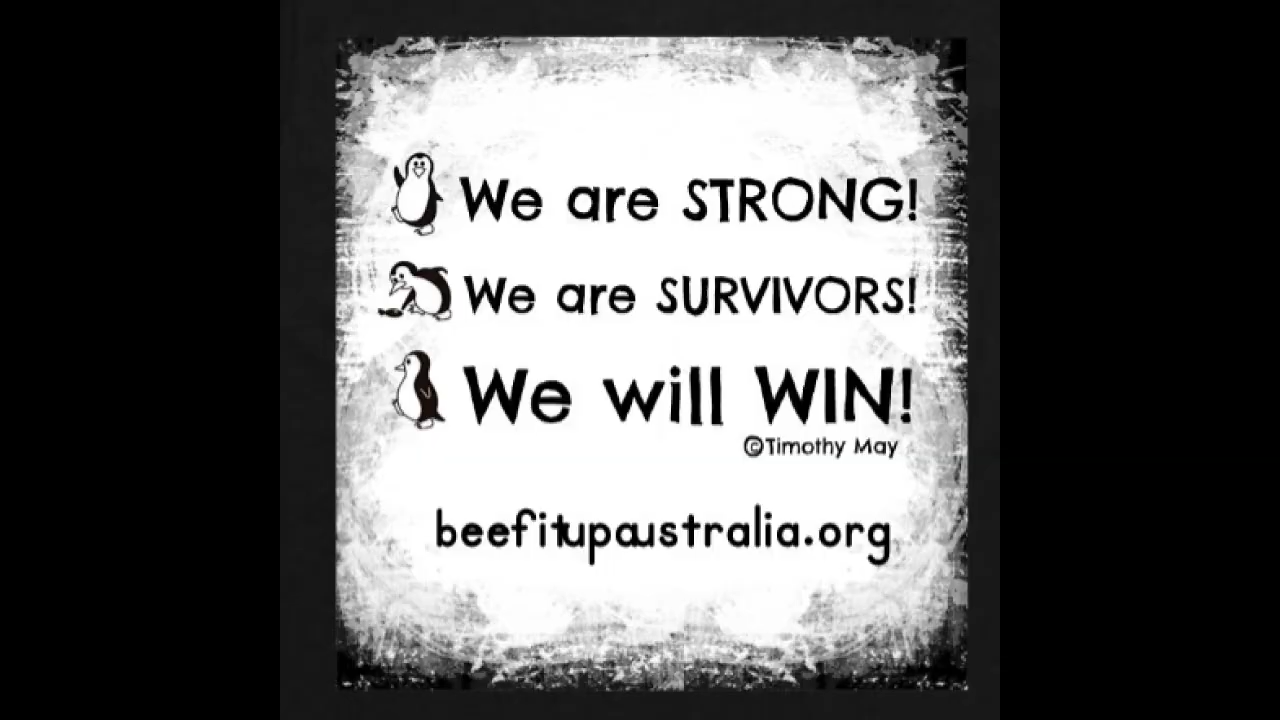 We are STRONG!
We are SURVIVORS!
We will WIN!
©Timothy May
beefitupaustralia.org